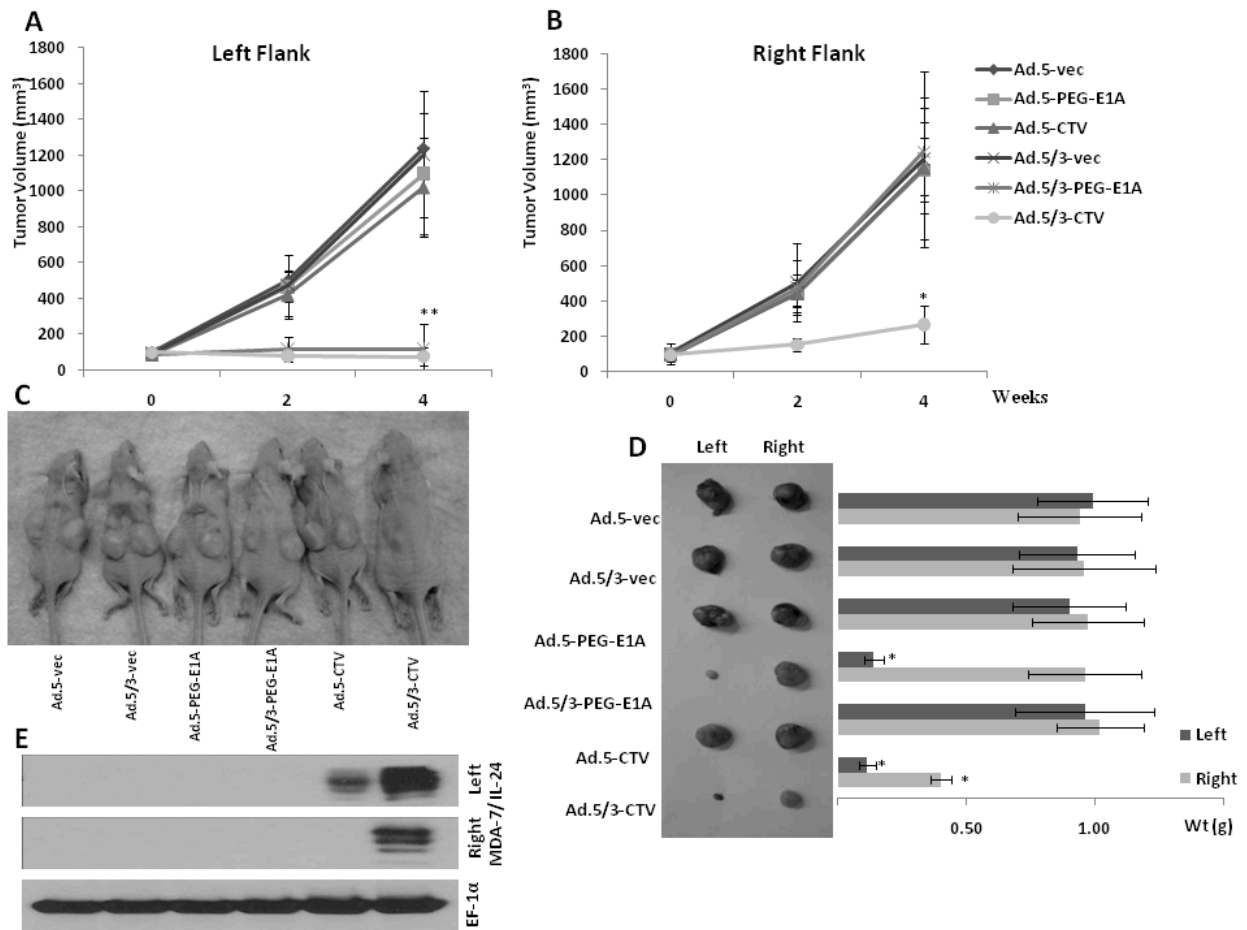 A
Left Flank
Tumor Volume (mm³)
1800
1600
1400
1200
1000
800
600
400
200
0
**
0 2 4
B
Right Flank
Tumor Volume (mm³)
1800
1600
1400
1200
1000
800
600
400
200
0
*
0 2 4 Weeks
Ad.5-vec
Ad.5-PEG-E1A
Ad.5-CTV
Ad.5/3-vec
Ad.5/3-PEG-E1A
Ad.5/3-CTV
C
Ad.5-vec
Ad.5/3-vec
Ad.5-PEG-E1A
Ad.5/3-PEG-E1A
Ad.5-CTV
Ad.5/3-CTV
D
Left Right
Ad.5-vec
Ad.5/3-vec
Ad.5-PEG-E1A
*
Ad.5/3-PEG-E1A
Ad.5-CTV
*
*
Ad.5/3-CTV
Left
Right
0.50 1.00 Wt (g)
E
Left
Right
MDA-7/IL-24
EF-1α